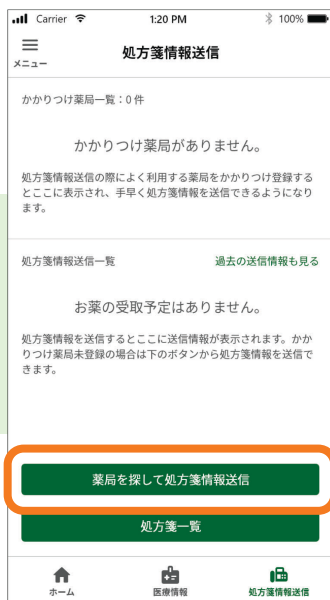 Carrier 1:20 PM 100%
メニュー
処方箋情報送信
かかりつけ薬局一覧：0 件
かかりつけ薬局がありません。
処方箋情報送信の際によく利用する薬局をかかりつけ登録する
とここに表示され、手早く処方箋情報を送信できるようになり
ます。
処方箋情報送信一覧 過去の送信情報も見る
お薬の受取予定はありません。
処方箋情報を送信するとここに送信情報が表示されます。かか
りつけ薬局未登録の場合は下のボタンから処方箋情報を送信で
きます。
薬局を探して処方箋情報送信
処方箋一覧
ホーム 医療情報 処方箋情報送信